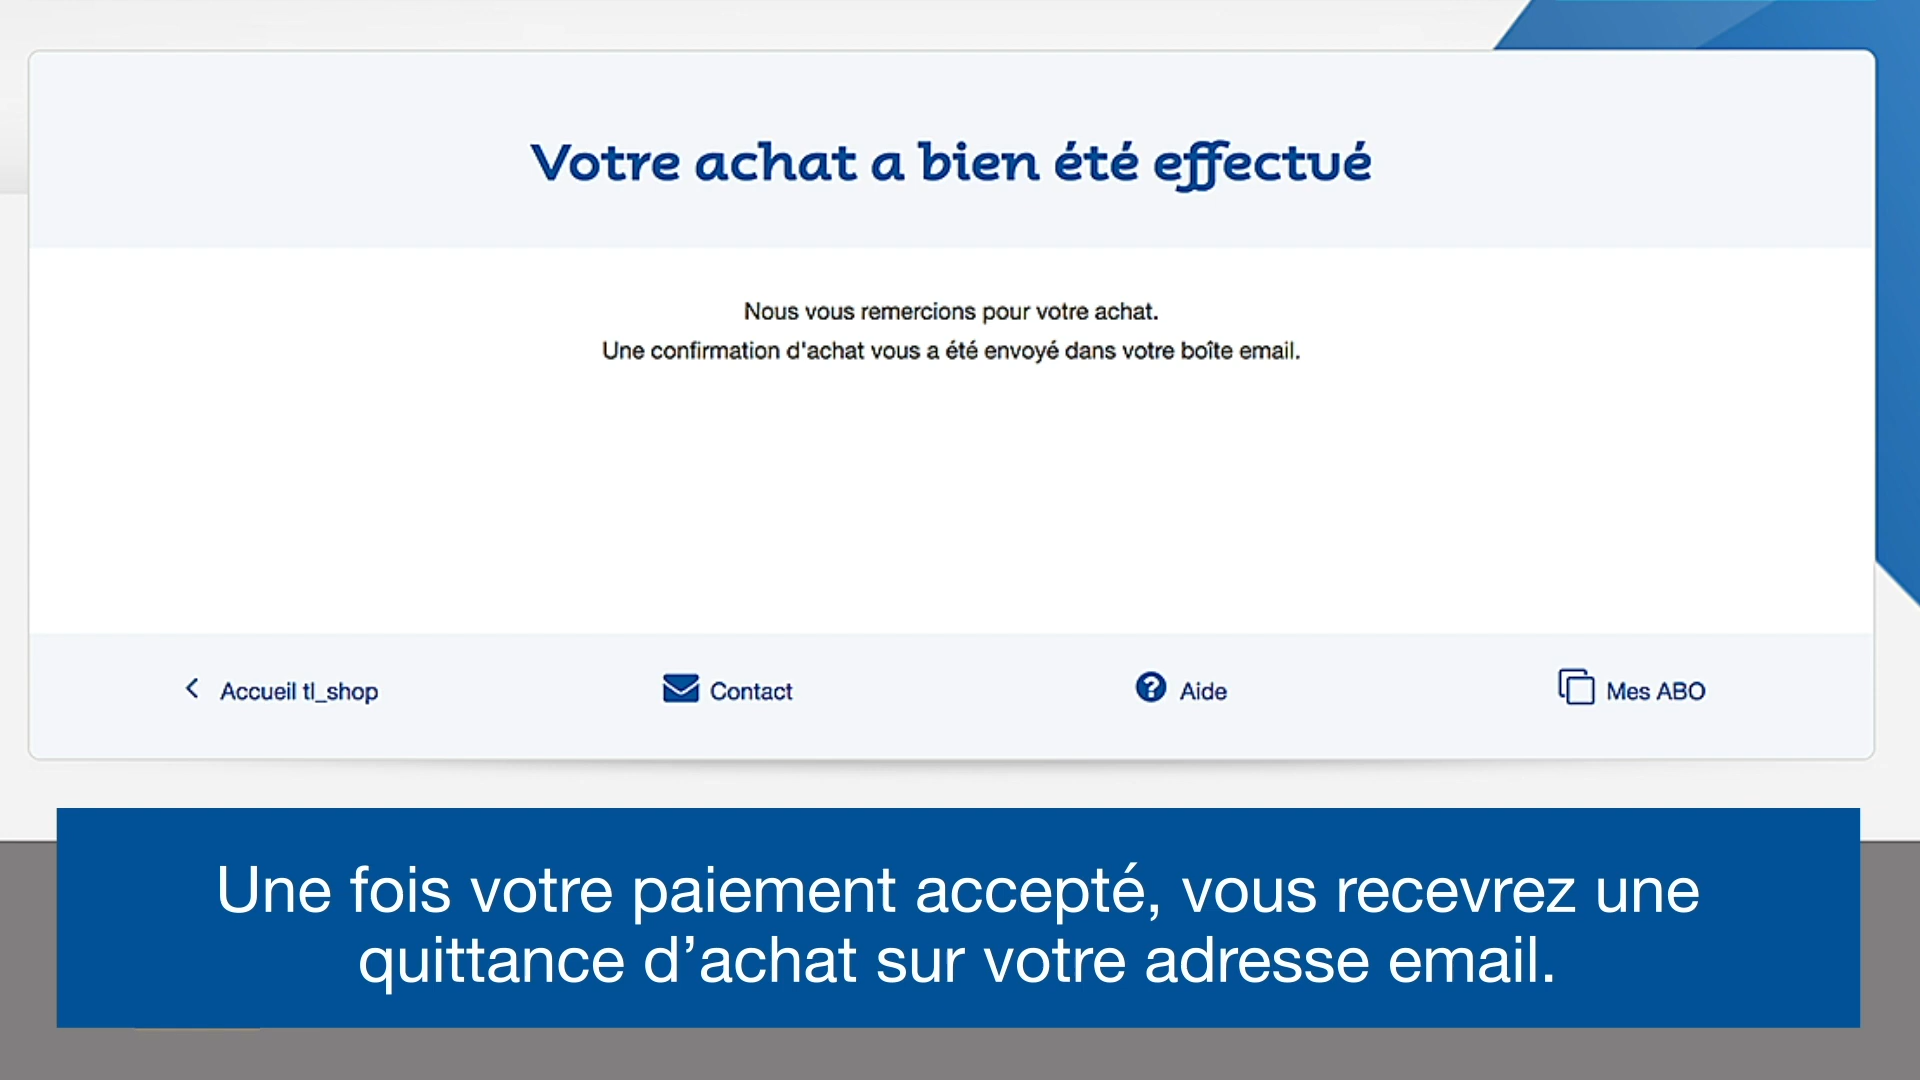 Votre achat a bien été effectué
Nous vous remercions pour votre achat.
Une confirmation d'achat vous a été envoyé dans votre boîte email.
Accueil tl_shop
Contact
Aide
Mes ABO
Une fois votre paiement accepté, vous recevrez une
quittance d’achat sur votre adresse email.